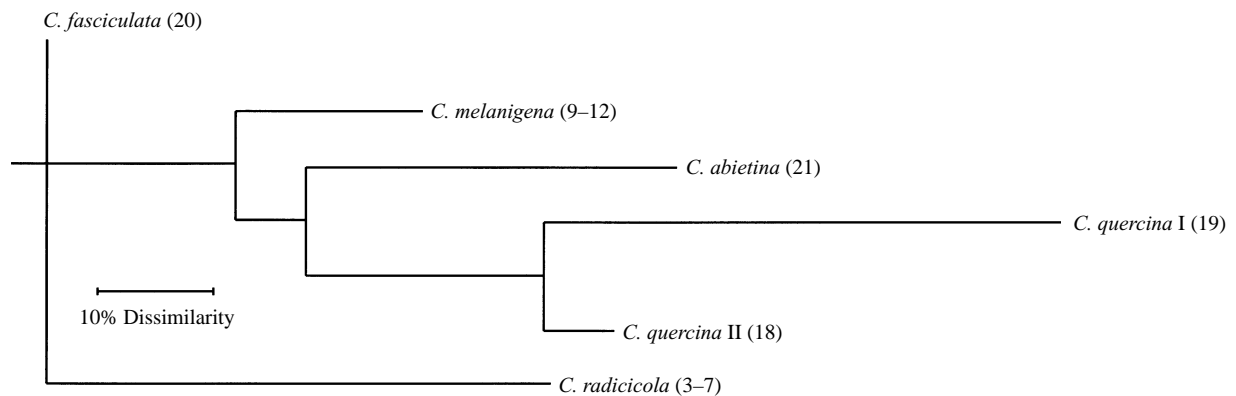 C. fasciculata (20)
C. melanigena (9–12)
C. abietina (21)
C. quercina I (19)
10% Dissimilarity
C. quercina II (18)
C. radicicola (3–7)